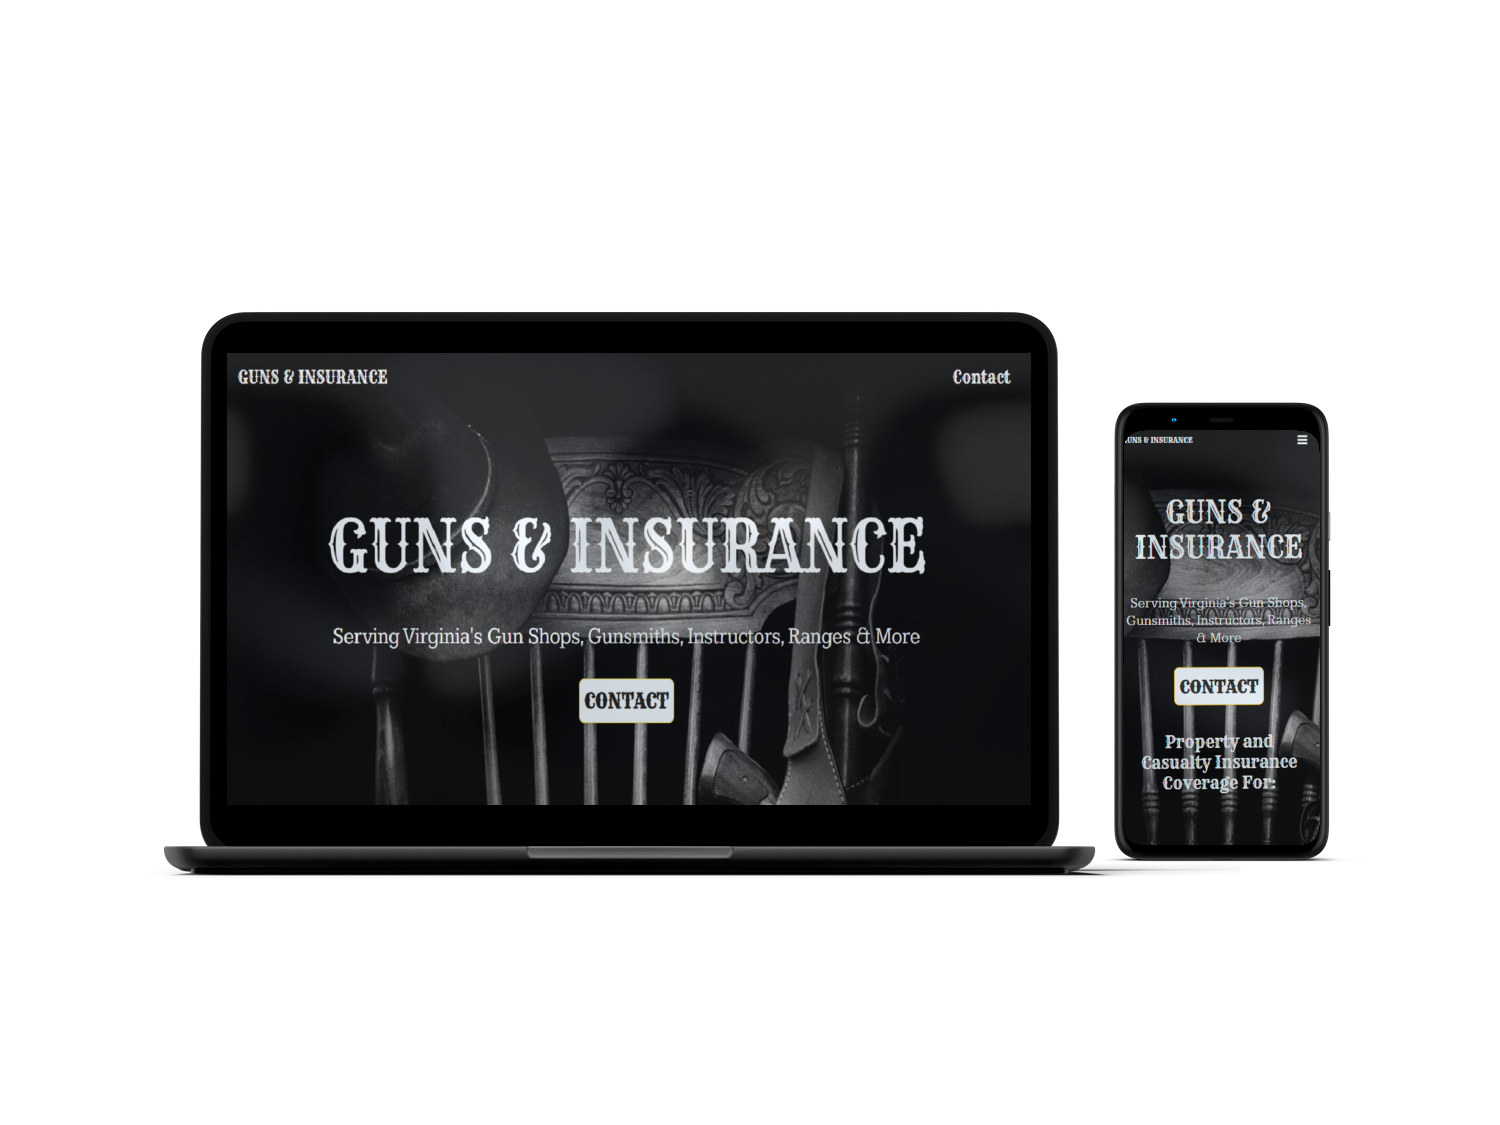 GUNS & INSURANCE
Contact
GUNS & INSURANCE
Serving Virginia's Gun Shops, Gunsmiths, Instructors, Ranges & More
CONTACT
UNS & INSURANCE
GUNS &
INSURANCE
Serving Virginia's Gun Shops,
Gunsmiths, Instructors, Ranges
& More
CONTACT
Property and
Casualty Insurance
Coverage For: